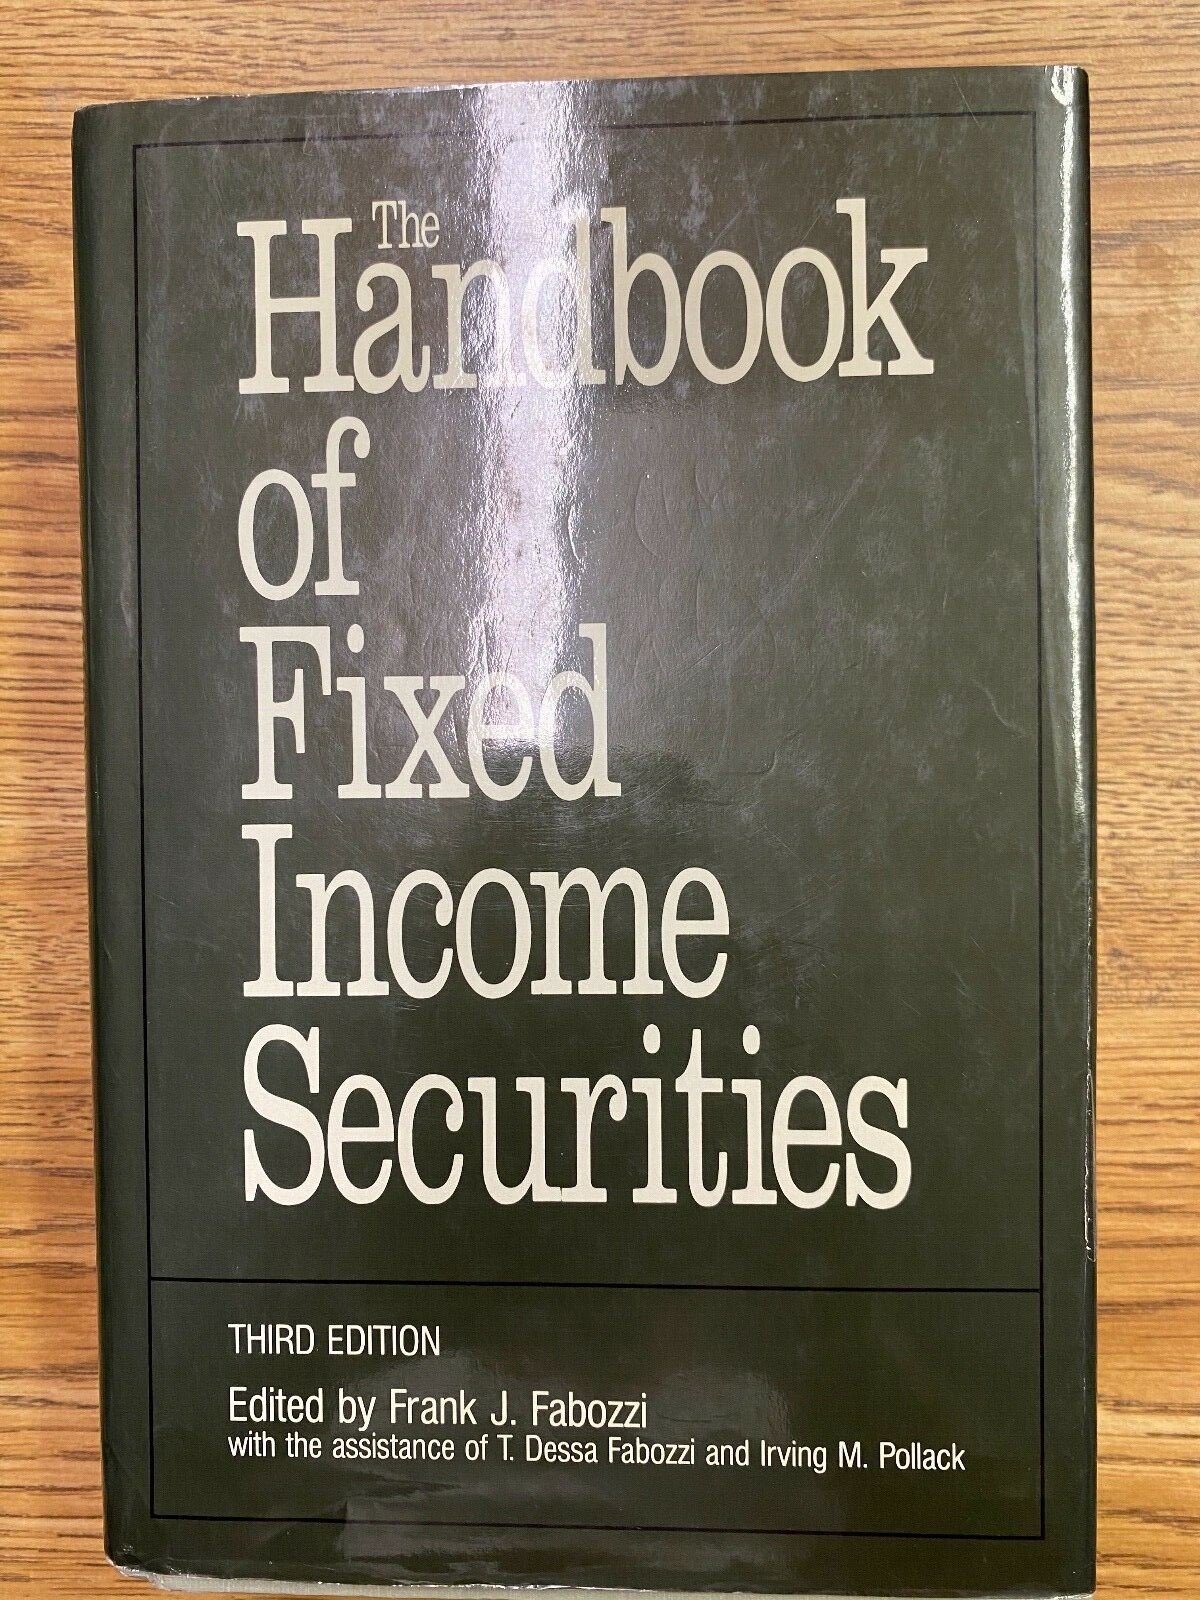 The
Handbook
of
Fixed
Income
Securities
THIRD EDITION
Edited by Frank J. Fabozzi
with the assistance of T. Dessa Fabozzi and Irving M. Pollack